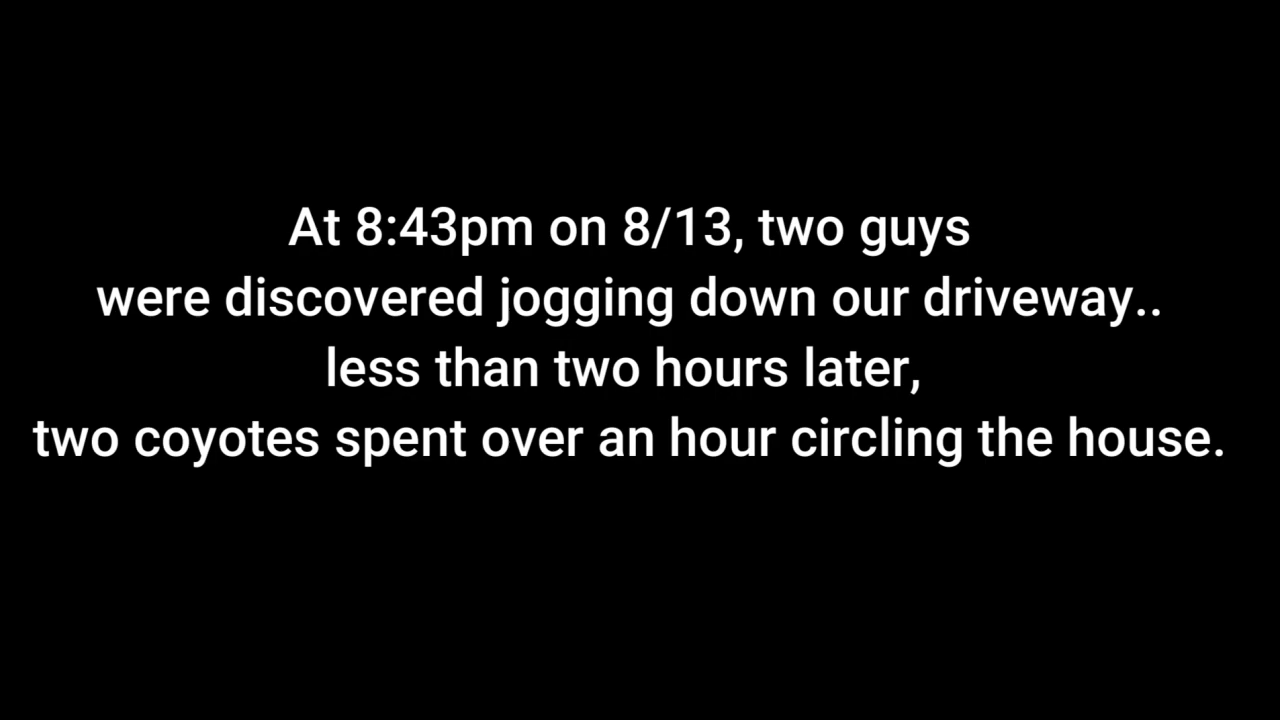 At 8:43pm on 8/13, two guys
were discovered jogging down our driveway..
less than two hours later,
two coyotes spent over an hour circling the house.